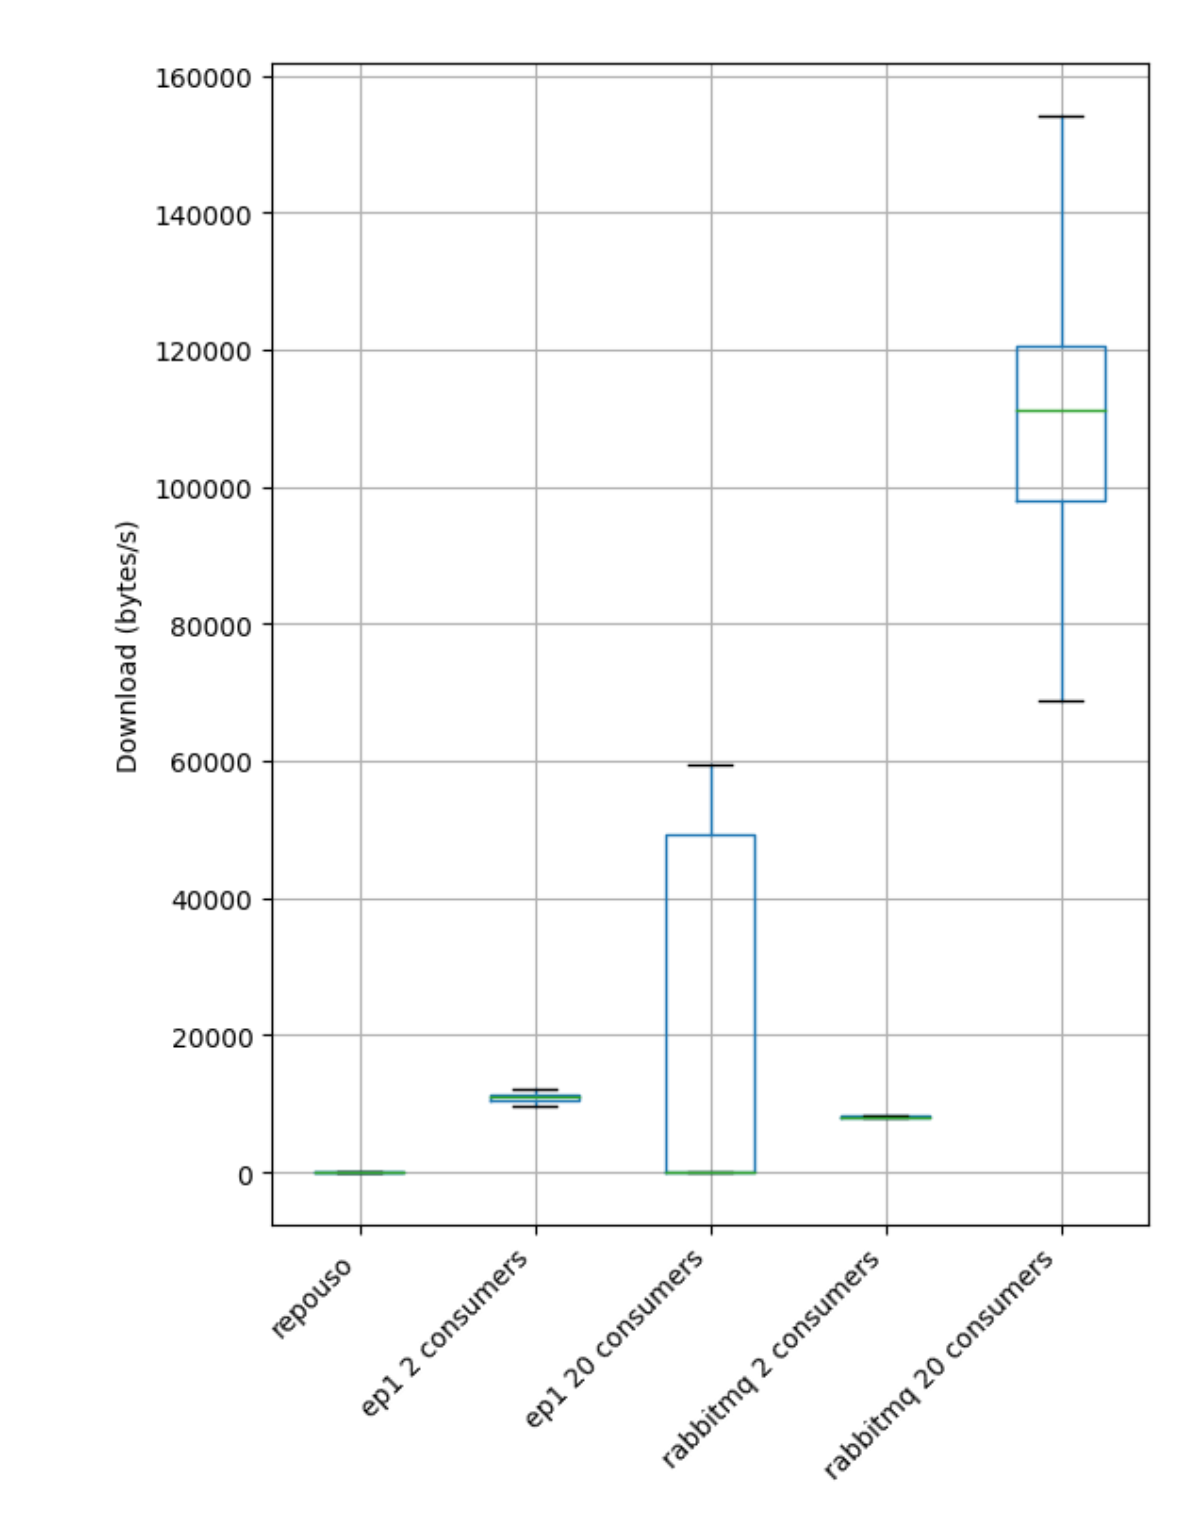 160000
140000
120000
100000
80000
60000
40000
20000
0
Download (bytes/s)
repouso
ep1 2 consumers
ep1 20 consumers
rabbitmq 2 consumers
rabbitmq 20 consumers